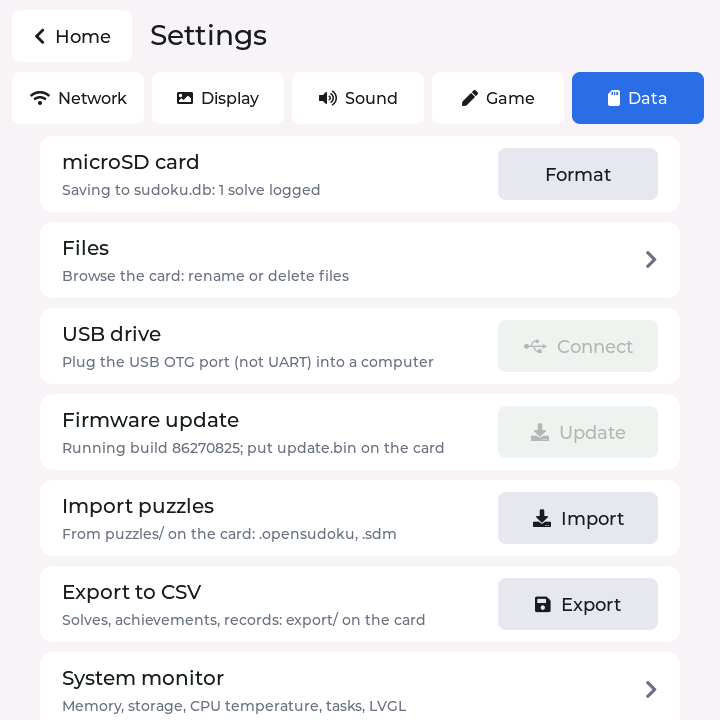 Home
Settings
Network
Display
Sound
Game
Data
microSD card
Saving to sudoku.db: 1 solve logged
Format
Files
Browse the card: rename or delete files
USB drive
Plug the USB OTG port (not UART) into a computer
Connect
Firmware update
Running build 86270825; put update.bin on the card
Update
Import puzzles
From puzzles/ on the card: .opensudoku, .sdm
Import
Export to CSV
Solves, achievements, records: export/ on the card
Export
System monitor
Memory, storage, CPU temperature, tasks, LVGL